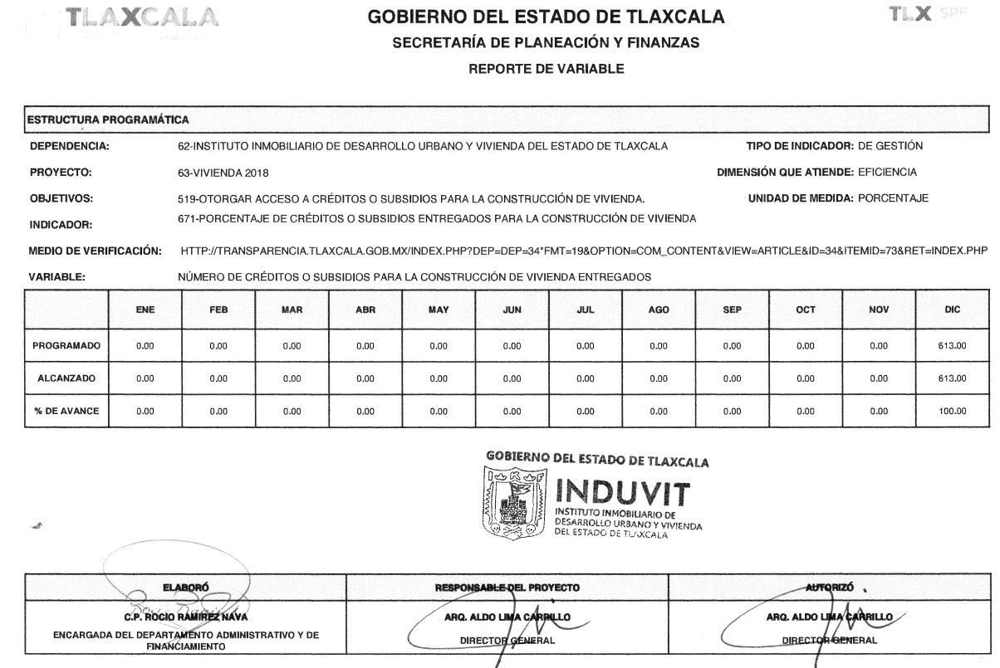 TLAXCALA
GOBIERNO DEL ESTADO DE TLAXCALA
TLX SPF
SECRETARÍA DE PLANEACIÓN Y FINANZAS
REPORTE DE VARIABLE
ESTRUCTURA PROGRAMÁTICA
DEPENDENCIA: 62-INSTITUTO INMOBILIARIO DE DESARROLLO URBANO Y VIVIENDA DEL ESTADO DE TLAXCALA TIPO DE INDICADOR: DE GESTIÓN
PROYECTO: 63-VIVIENDA 2018 DIMENSIÓN QUE ATIENDE: EFICIENCIA
OBJETIVOS: 519-OTORGAR ACCESO A CRÉDITOS O SUBSIDIOS PARA LA CONSTRUCCIÓN DE VIVIENDA. UNIDAD DE MEDIDA: PORCENTAJE
INDICADOR: 671-PORCENTAJE DE CRÉDITOS O SUBSIDIOS ENTREGADOS PARA LA CONSTRUCCIÓN DE VIVIENDA
MEDIO DE VERIFICACIÓN: HTTP://TRANSPARENCIA.TLAXCALA.GOB.MX/INDEX.PHP?DEP=DEP=34*FMT=19&OPTION=COM_CONTENT&VIEW=ARTICLE&ID=34&ITEMID=73&RET=INDEX.PHP
VARIABLE: NÚMERO DE CRÉDITOS O SUBSIDIOS PARA LA CONSTRUCCIÓN DE VIVIENDA ENTREGADOS
ENE FEB MAR ABR MAY JUN JUL AGO SEP OCT NOV DIC
PROGRAMADO 0.00 0.00 0.00 0.00 0.00 0.00 0.00 0.00 0.00 0.00 0.00 613.00
ALCANZADO 0.00 0.00 0.00 0.00 0.00 0.00 0.00 0.00 0.00 0.00 0.00 613.00
% DE AVANCE 0.00 0.00 0.00 0.00 0.00 0.00 0.00 0.00 0.00 0.00 0.00 100.00
GOBIERNO DEL ESTADO DE TLAXCALA
I K F
INDUVIT
INSTITUTO INMOBILIARIO DE
DESARROLLO URBANO Y VIVIENDA
DEL ESTADO DE TLAXCALA
ELABORÓ RESPONSABLE DEL PROYECTO AUTORIZÓ
C.P. ROCIO RAMIREZ NAVA ARQ. ALDO LIMA CARRILLO ARQ. ALDO LIMA CARRILLO
ENCARGADA DEL DEPARTAMENTO ADMINISTRATIVO Y DE
FINANCIAMIENTO
DIRECTOR GENERAL DIRECTOR GENERAL